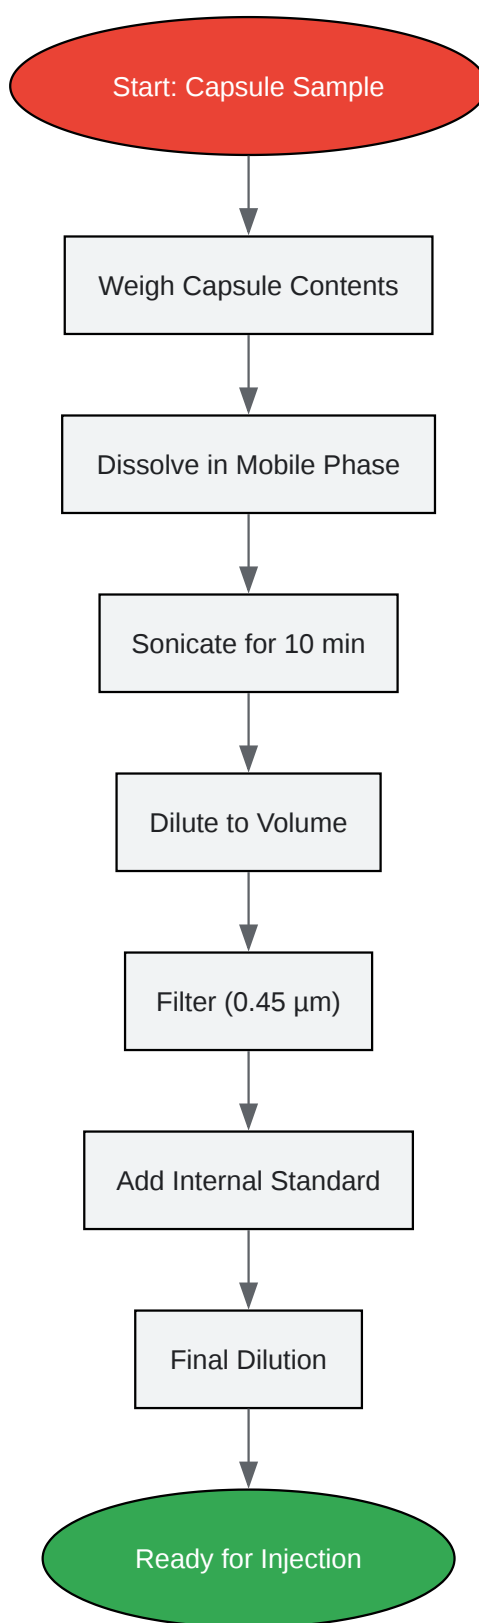 Start: Capsule Sample
Weigh Capsule Contents
Dissolve in Mobile Phase
Sonicate for 10 min
Dilute to Volume
Filter (0.45 µm)
Add Internal Standard
Final Dilution
Ready for Injection